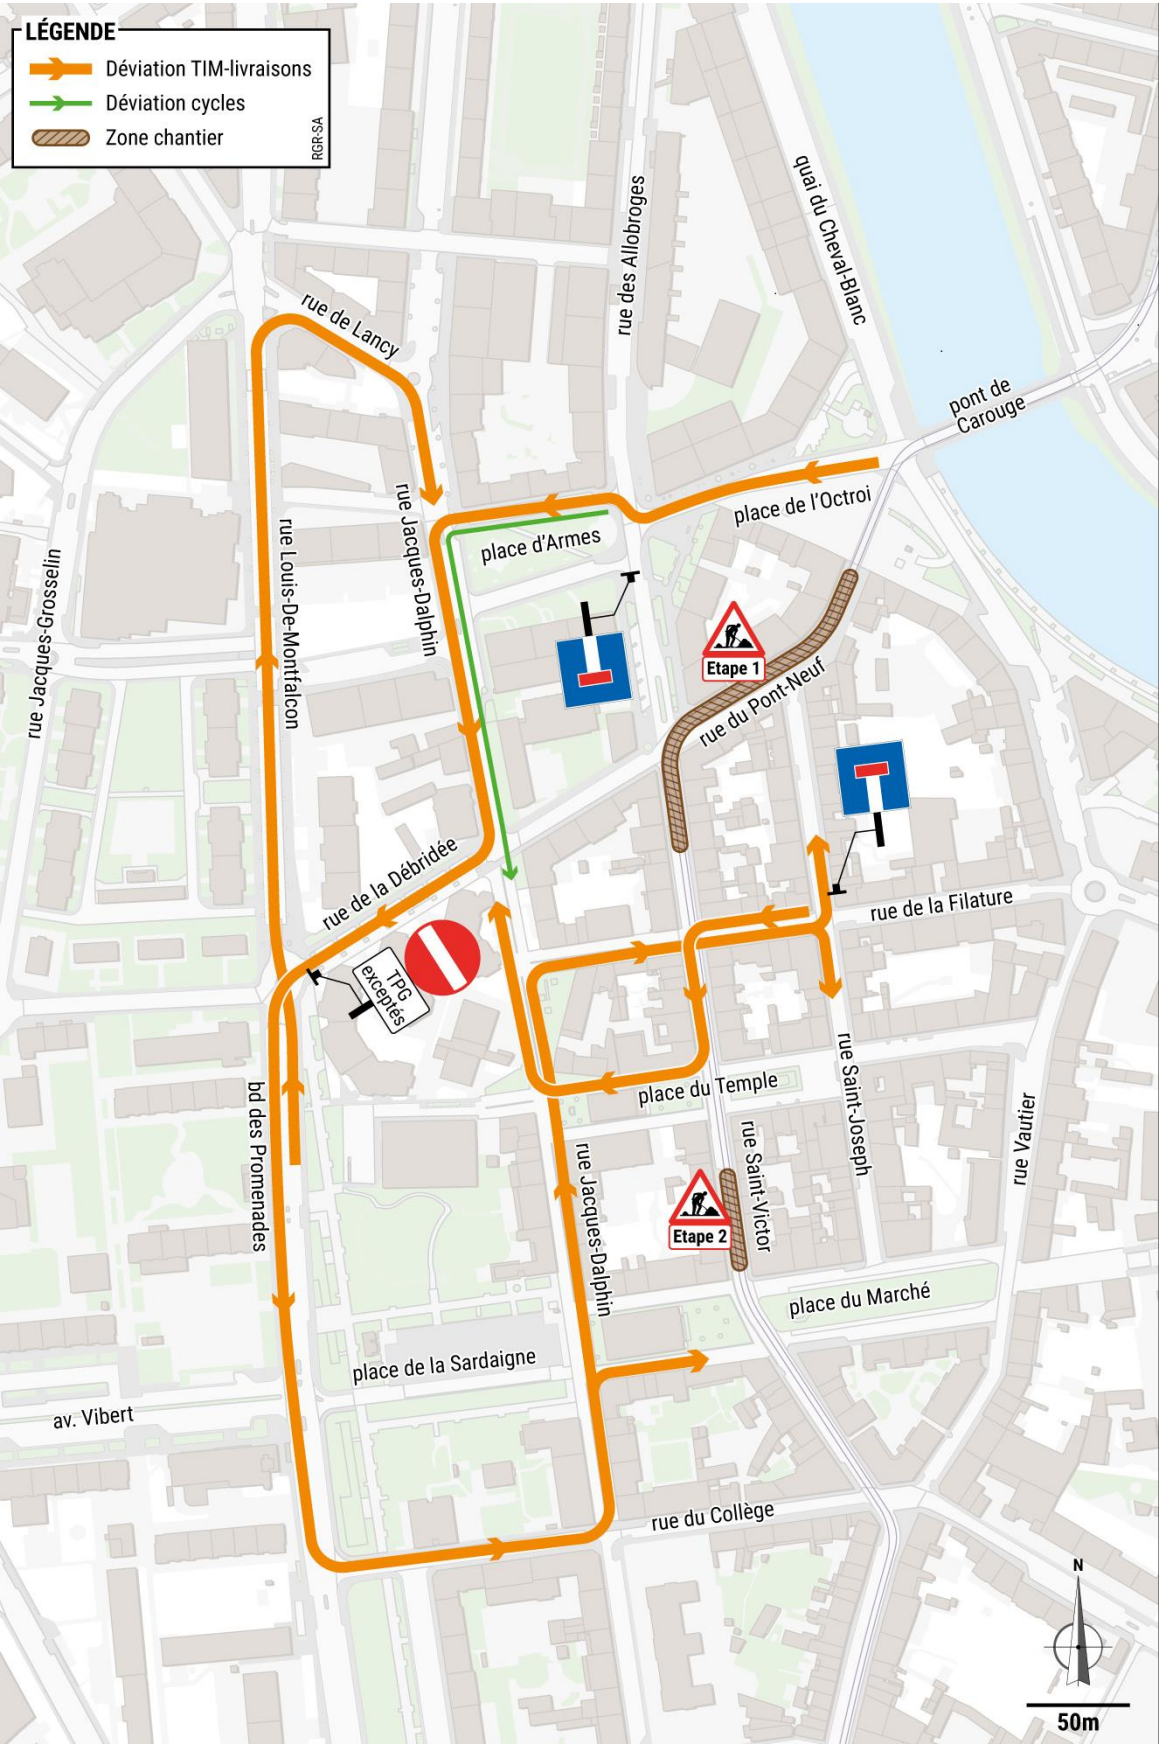 LÉGENDE
Déviation TIM-livraisons
Déviation cycles
Zone chantier
RGR-SA
rue des Allobroges
quai du Cheval-Blanc
rue de Lancy
pont de
Carouge
place de l'Octroi
place d'Armes
rue Jacques-Dalphin
rue Louis-De-Montfalcon
rue Jacques-Grosselin
Etape 1
rue du Pont-Neuf
rue de la Débridée
rue de la Filature
TPG
exceptés
place du Temple
rue Saint-Joseph
bd des Promenades
rue Vautier
rue Jacques-Dalphin
rue Saint-Victor
Etape 2
place du Marché
place de la Sardaigne
av. Vibert
rue du Collège
N
50m